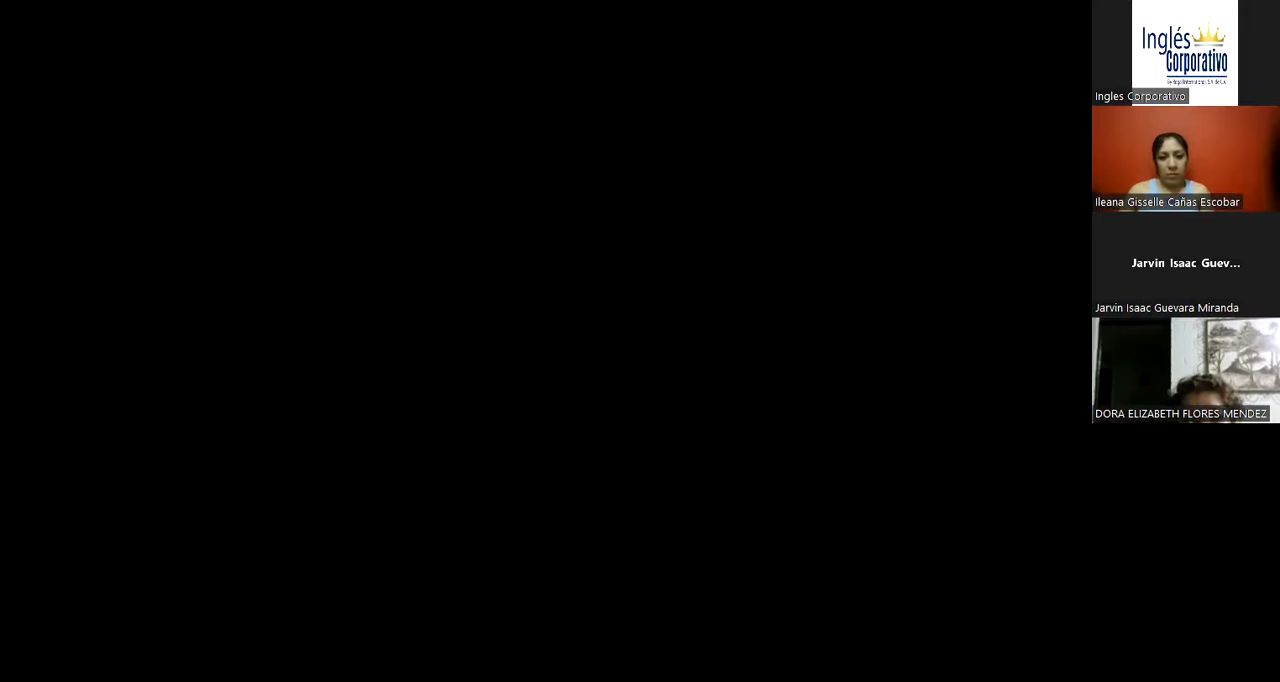 Inglés
Corporativo
Ingles Corporativo
Ileana Gisselle Cañas Escobar
Jarvin Isaac Guev...
Jarvin Isaac Guevara Miranda
DORA ELIZABETH FLORES MENDEZ